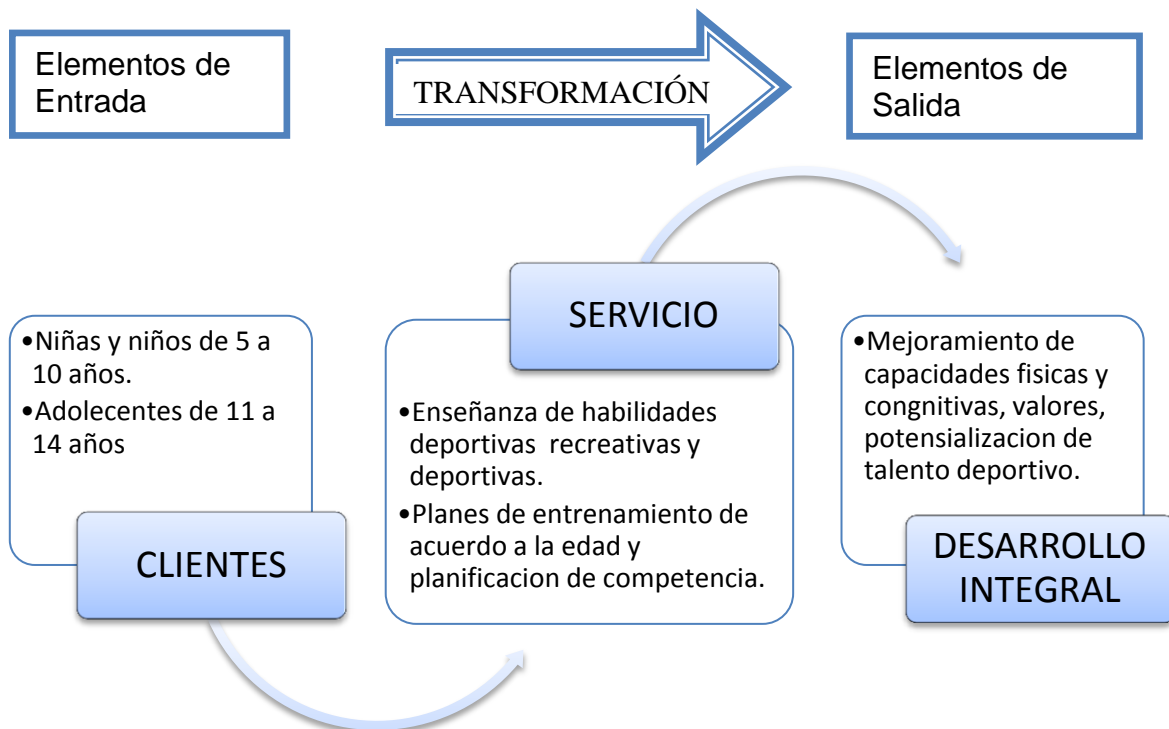 Elementos de
Entrada
TRANSFORMACIÓN
Elementos de
Salida
•Niñas y niños de 5 a
10 años.
•Adolecentes de 11 a
14 años
CLIENTES
SERVICIO
•Enseñanza de habilidades
deportivas  recreativas y
deportivas.
•Planes de entrenamiento de
acuerdo a la edad y
planificacion de competencia.
•Mejoramiento de
capacidades fisicas y
congnitivas, valores,
potensializacion de
talento deportivo.
DESARROLLO
INTEGRAL